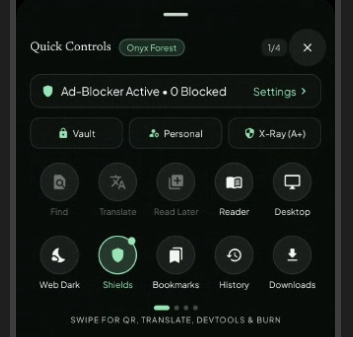 Quick Controls Onyx Forest 1/4
Ad-Blocker Active • 0 Blocked Settings >
Vault Personal X-Ray (A+)
Find Translate Read Later Reader Desktop
Web Dark Shields Bookmarks History Downloads
SWIPE FOR QR, TRANSLATE, DEVTOOLS & BURN